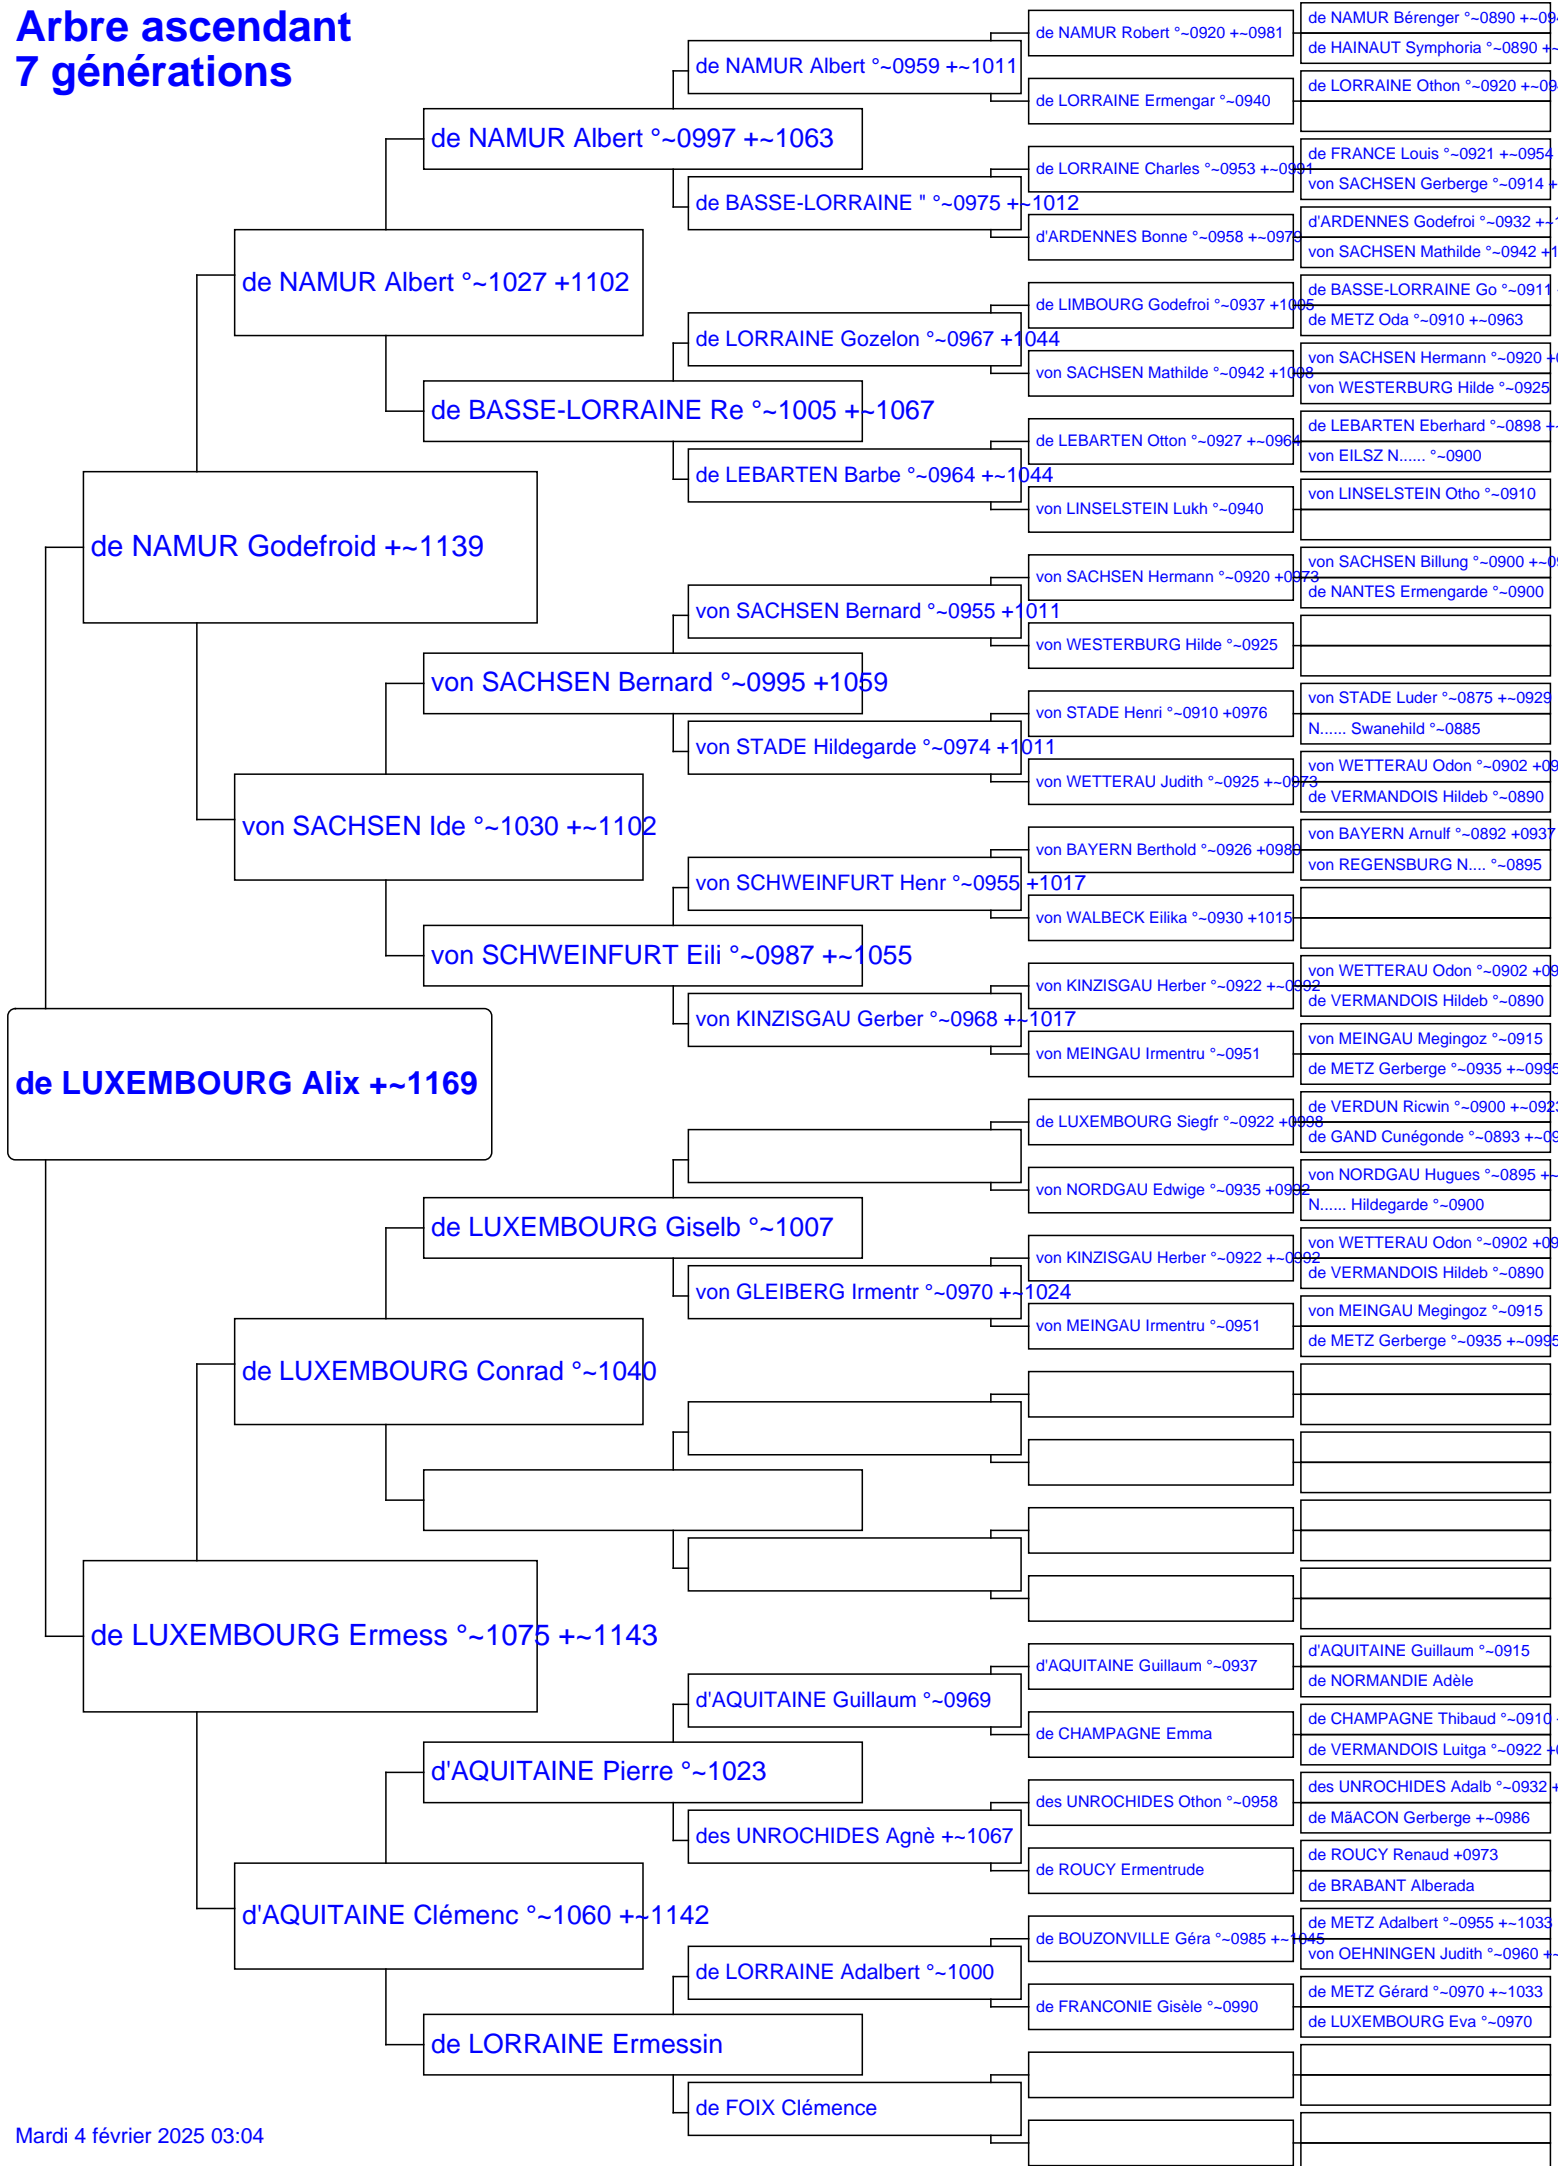 Arbre ascendant
7 générations
de LUXEMBOURG Alix +~1169
de NAMUR Godefroid +~1139
de LUXEMBOURG Ermess °~1075 +~1143
de NAMUR Albert °~1027 +1102
von SACHSEN Ide °~1030 +~1102
de LUXEMBOURG Conrad °~1040
d'AQUITAINE Clémenc °~1060 +~1142
de NAMUR Albert °~0997 +~1063
de BASSE-LORRAINE Re °~1005 +~1067
von SACHSEN Bernard °~0995 +1059
von SCHWEINFURT Eili °~0987 +~1055
de LUXEMBOURG Giselb °~1007
d'AQUITAINE Pierre °~1023
de LORRAINE Ermessin
de NAMUR Albert °~0959 +~1011
de BASSE-LORRAINE " °~0975 +~1012
de LORRAINE Gozelon °~0967 +1044
de LEBARTEN Barbe °~0964 +~1044
von SACHSEN Bernard °~0955 +1011
von STADE Hildegarde °~0974 +1011
von SCHWEINFURT Henr °~0955 +1017
von KINZISGAU Gerber °~0968 +~1017
von GLEIBERG Irmentr °~0970 +~1024
d'AQUITAINE Guillaum °~0969
des UNROCHIDES Agnè +~1067
de LORRAINE Adalbert °~1000
de FOIX Clémence
de NAMUR Robert °~0920 +~0981
de LORRAINE Ermengar °~0940
de LORRAINE Charles °~0953 +~0991
d'ARDENNES Bonne °~0958 +~0979
de LIMBOURG Godefroi °~0937 +1005
von SACHSEN Mathilde °~0942 +1008
de LEBARTEN Otton °~0927 +~0964
von LINSELSTEIN Lukh °~0940
von SACHSEN Hermann °~0920 +0973
von WESTERBURG Hilde °~0925
von STADE Henri °~0910 +0976
von WETTERAU Judith °~0925 +~0973
von BAYERN Berthold °~0926 +0980
von WALBECK Eilika °~0930 +1015
von KINZISGAU Herber °~0922 +~0992
von MEINGAU Irmentru °~0951
de LUXEMBOURG Siegfr °~0922 +0998
von NORDGAU Edwige °~0935 +0992
von KINZISGAU Herber °~0922 +~0992
von MEINGAU Irmentru °~0951
d'AQUITAINE Guillaum °~0937
de CHAMPAGNE Emma
des UNROCHIDES Othon °~0958
de ROUCY Ermentrude
de BOUZONVILLE Géra °~0985 +~1045
de FRANCONIE Gisèle °~0990
de NAMUR Bérenger °~0890 +~09
de HAINAUT Symphoria °~0890 +~
de LORRAINE Othon °~0920 +~09
de FRANCE Louis °~0921 +~0954
von SACHSEN Gerberge °~0914 +
d'ARDENNES Godefroi °~0932 +~1
von SACHSEN Mathilde °~0942 +1
de BASSE-LORRAINE Go °~0911
de METZ Oda °~0910 +~0963
von SACHSEN Hermann °~0920 +0
von WESTERBURG Hilde °~0925
de LEBARTEN Eberhard °~0898 +~
von EILSZ N...... °~0900
von LINSELSTEIN Otho °~0910
von SACHSEN Billung °~0900 +~09
de NANTES Ermengarde °~0900
von STADE Luder °~0875 +~0929
N...... Swanehild °~0885
von WETTERAU Odon °~0902 +09
de VERMANDOIS Hildeb °~0890
von BAYERN Arnulf °~0892 +0937
von REGENSBURG N.... °~0895
von WETTERAU Odon °~0902 +09
de VERMANDOIS Hildeb °~0890
von MEINGAU Megingoz °~0915
de METZ Gerberge °~0935 +~0995
de VERDUN Ricwin °~0900 +~0923
de GAND Cunégonde °~0893 +~09
von NORDGAU Hugues °~0895 +~
N...... Hildegarde °~0900
von WETTERAU Odon °~0902 +09
de VERMANDOIS Hildeb °~0890
von MEINGAU Megingoz °~0915
de METZ Gerberge °~0935 +~0995
d'AQUITAINE Guillaum °~0915
de NORMANDIE Adèle
de CHAMPAGNE Thibaud °~0910
de VERMANDOIS Luitga °~0922 +0
des UNROCHIDES Adalb °~0932 +
de MãACON Gerberge +~0986
de ROUCY Renaud +0973
de BRABANT Alberada
de METZ Adalbert °~0955 +~1033
von OEHNINGEN Judith °~0960 +~
de METZ Gérard °~0970 +~1033
de LUXEMBOURG Eva °~0970
Mardi 4 février 2025 03:04